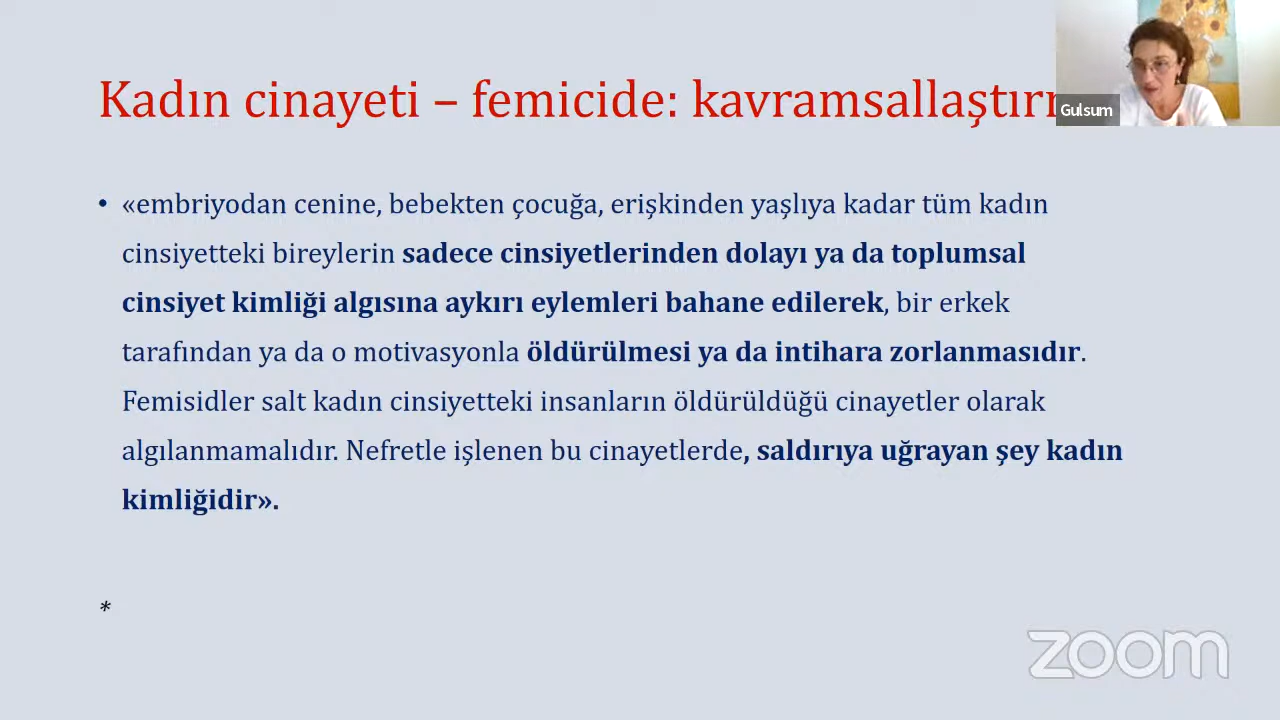 Kadın cinayeti – femicide: kavramsallaştır
Gulsum
• «embriyodan cenine, bebekten çocuğa, erişkinden yaşlıya kadar tüm kadın
cinsiyetteki bireylerin sadece cinsiyetlerinden dolayı ya da toplumsal
cinsiyet kimliği algısına aykırı eylemleri bahane edilerek, bir erkek
tarafından ya da o motivasyonla öldürülmesi ya da intihara zorlanmasıdır.
Femisidler salt kadın cinsiyetteki insanların öldürüldüğü cinayetler olarak
algılanmamalıdır. Nefretle işlenen bu cinayetlerde, saldırıya uğrayan şey kadın
kimliğidir».
*
zoom